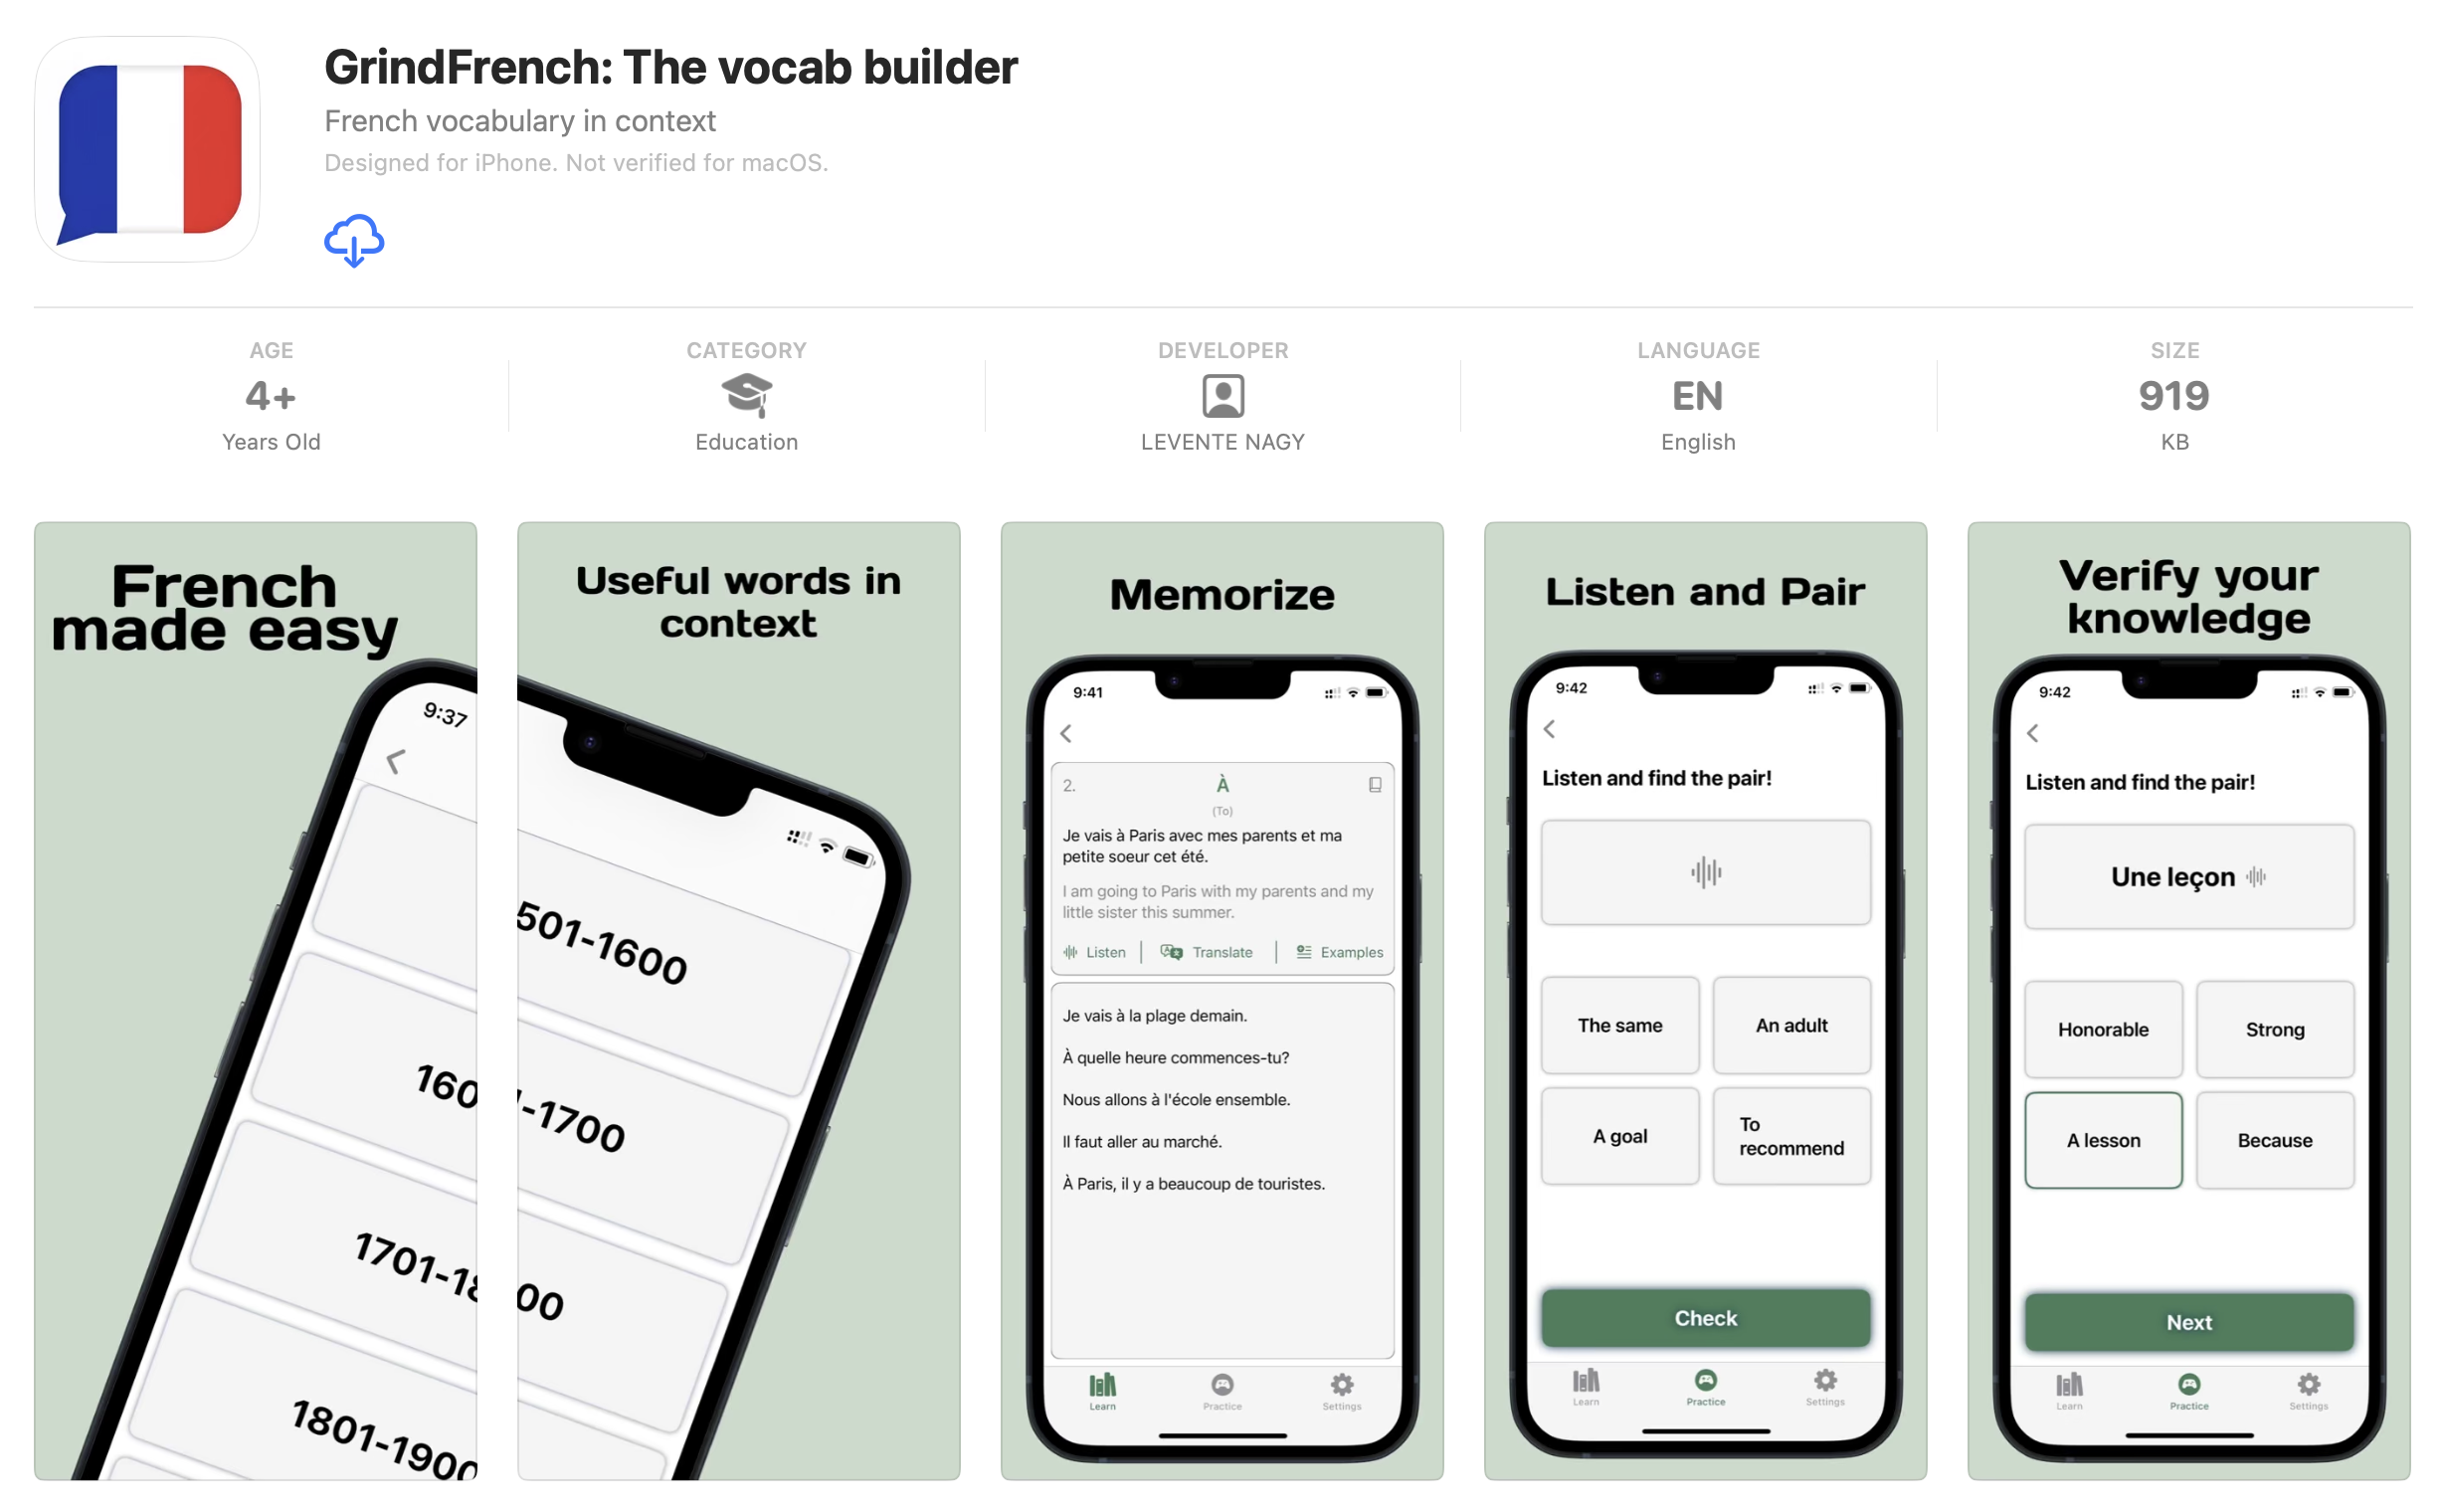 GrindFrench: The vocab builder
French vocabulary in context
Designed for iPhone. Not verified for macOS.
AGE
4+
Years Old
CATEGORY
Education
DEVELOPER
LEVENTE NAGY
LANGUAGE
EN
English
SIZE
919
KB
French
made easy
9:37
160
1701-18
1801-1900
Useful words in
context
501-1600
1-1700
00
Memorize
9:41
2.
À
(To)
Je vais à Paris avec mes parents et ma
petite soeur cet été.
I am going to Paris with my parents and my
little sister this summer.
Listen
Translate
Examples
Je vais à la plage demain.
À quelle heure commences-tu?
Nous allons à l'école ensemble.
Il faut aller au marché.
À Paris, il y a beaucoup de touristes.
Learn
Practice
Settings
Listen and Pair
9:42
Listen and find the pair!
The same
An adult
A goal
To
recommend
Check
Learn
Practice
Settings
Verify your
knowledge
9:42
Listen and find the pair!
Une leçon
Honorable
Strong
A lesson
Because
Next
Learn
Practice
Settings